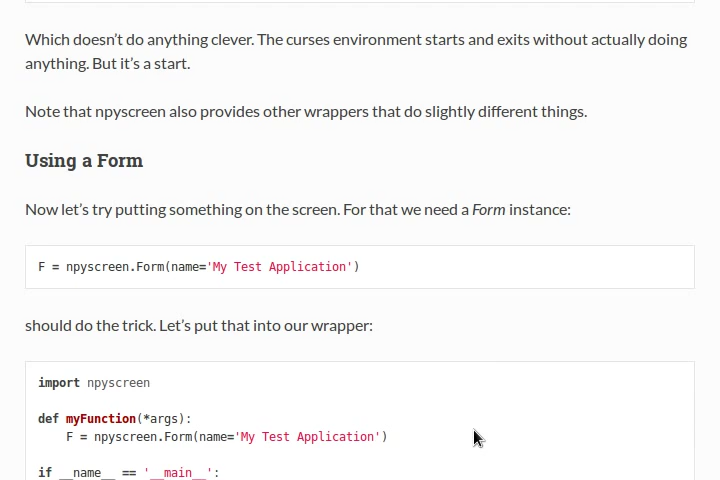 Which doesn’t do anything clever. The curses environment starts and exits without actually doing
anything. But it’s a start.
Note that npyscreen also provides other wrappers that do slightly different things.
Using a Form
Now let’s try putting something on the screen. For that we need a Form instance:
F = npyscreen.Form(name='My Test Application')
should do the trick. Let’s put that into our wrapper:
import npyscreen
def myFunction(*args):
    F = npyscreen.Form(name='My Test Application')
if __name__ == '__main__':